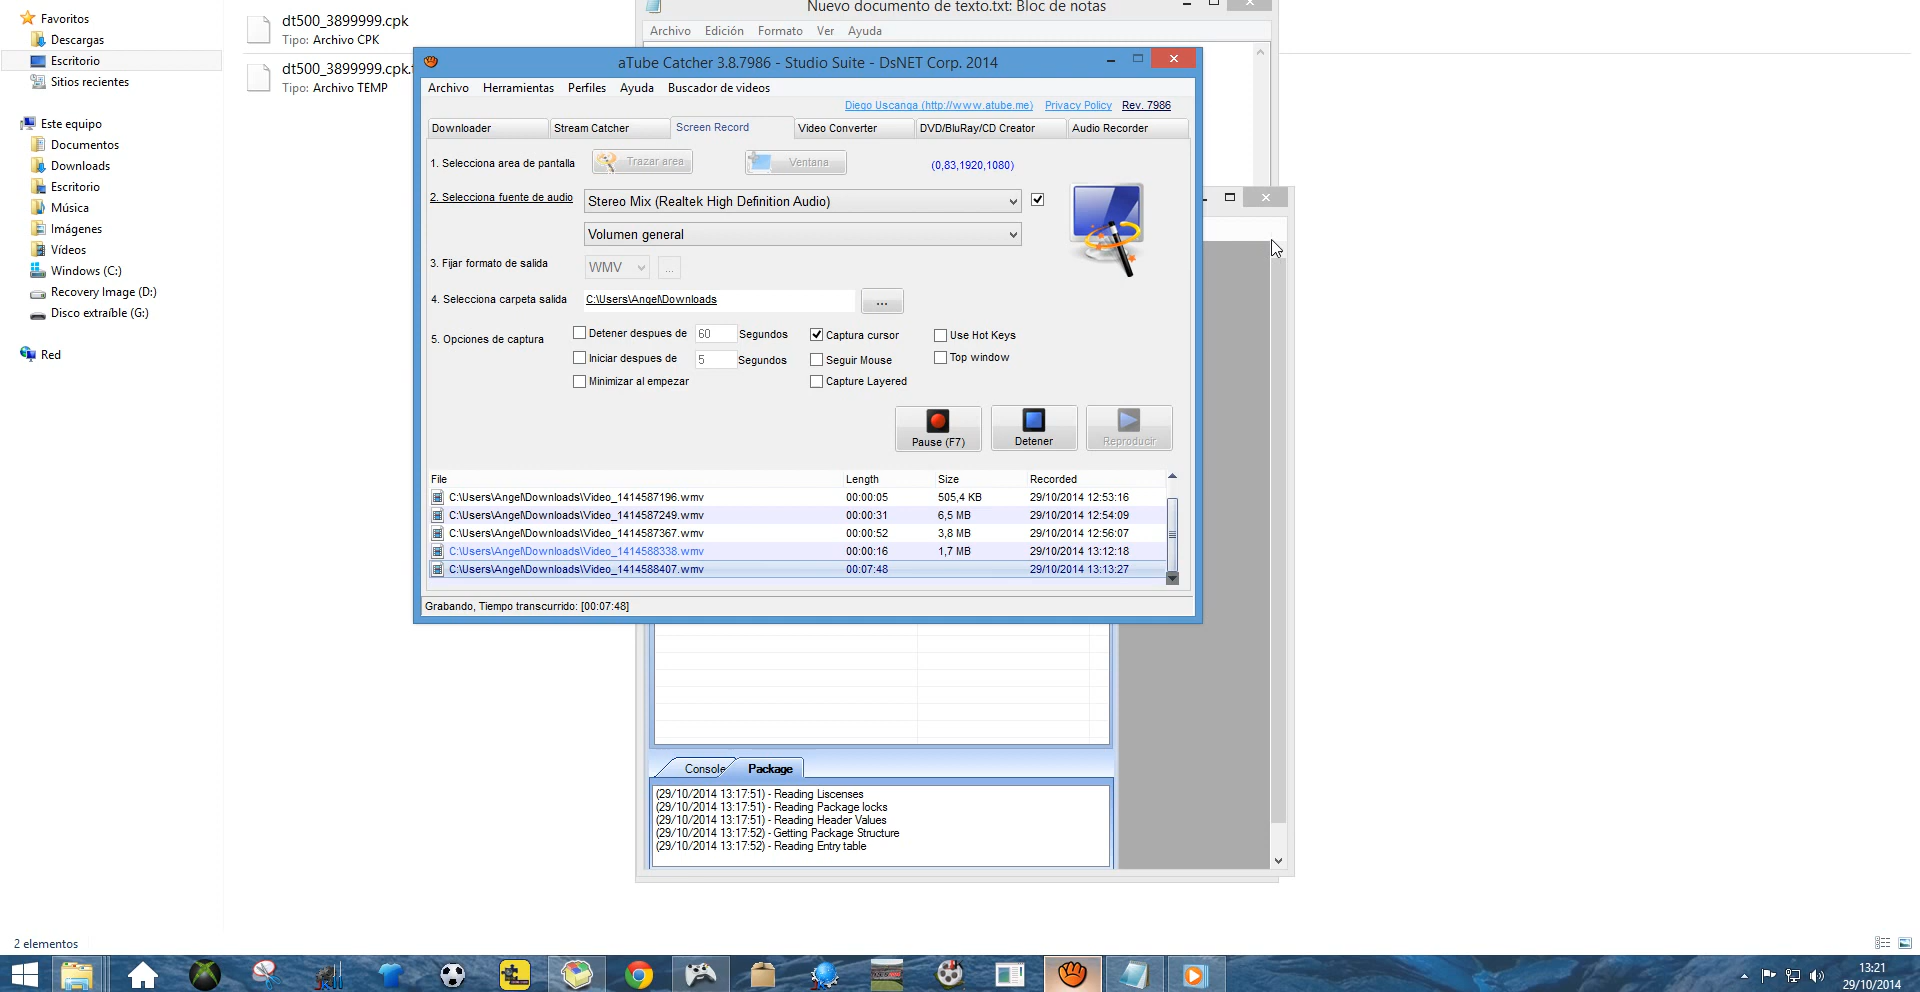 Favoritos
Descargas
Escritorio
Sitios recientes
Este equipo
Documentos
Downloads
Escritorio
Música
Imágenes
Vídeos
Windows (C:)
Recovery Image (D:)
Disco extraíble (G:)
Red
dt500_3899999.cpk
Tipo: Archivo CPK
dt500_3899999.cpk.
Tipo: Archivo TEMP
Nuevo documento de texto.txt: Bloc de notas
Archivo Edición Formato Ver Ayuda
aTube Catcher 3.8.7986 - Studio Suite - DsNET Corp. 2014
Archivo Herramientas Perfiles Ayuda Buscador de videos
Diego Uscanga (http://www.atube.me) Privacy Policy Rev. 7986
Downloader Stream Catcher Screen Record Video Converter DVD/BluRay/CD Creator Audio Recorder
1. Selecciona area de pantalla Trazar area Ventana (0,83,1920,1080)
2. Selecciona fuente de audio Stereo Mix (Realtek High Definition Audio)
Volumen general
3. Fijar formato de salida WMV ...
4. Selecciona carpeta salida C:\Users\Angel\Downloads ...
5. Opciones de captura Detener despues de 60 Segundos Captura cursor Use Hot Keys
Iniciar despues de 5 Segundos Seguir Mouse Top window
Minimizar al empezar Capture Layered
Pause (F7) Detener Reproducir
File Length Size Recorded
C:\Users\Angel\Downloads\Video_1414587196.wmv 00:00:05 505,4 KB 29/10/2014 12:53:16
C:\Users\Angel\Downloads\Video_1414587249.wmv 00:00:31 6,5 MB 29/10/2014 12:54:09
C:\Users\Angel\Downloads\Video_1414587367.wmv 00:00:52 3,8 MB 29/10/2014 12:56:07
C:\Users\Angel\Downloads\Video_1414588338.wmv 00:00:16 1,7 MB 29/10/2014 13:12:18
C:\Users\Angel\Downloads\Video_1414588407.wmv 00:07:48 29/10/2014 13:13:27
Grabando, Tiempo transcurrido: [00:07:48]
Console Package
(29/10/2014 13:17:51) - Reading Liscenses
(29/10/2014 13:17:51) - Reading Package locks
(29/10/2014 13:17:51) - Reading Header Values
(29/10/2014 13:17:52) - Getting Package Structure
(29/10/2014 13:17:52) - Reading Entry table
2 elementos
13:21
29/10/2014